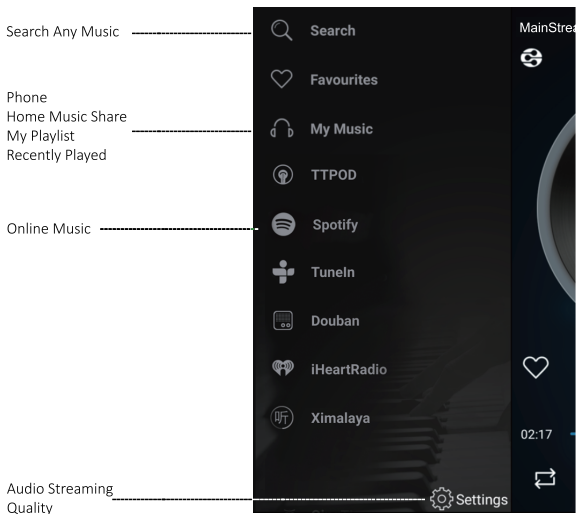 Search Any Music
Phone
Home Music Share
My Playlist
Recently Played
Online Music
Audio Streaming
Quality
Search
Favourites
My Music
TTPOD
Spotify
TuneIn
Douban
iHeartRadio
听
Ximalaya
Settings
MainStrea
02:17